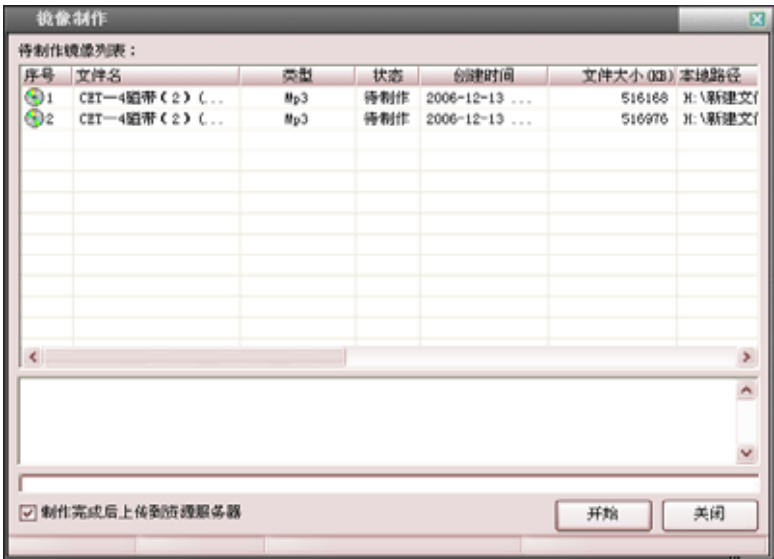 镜像制作
待制作镜像列表：
序号 文件名 类型 状态 创建时间 文件大小(KB) 本地路径
1 CET—4磁带(2)(... Mp3 待制作 2006-12-13 ... 516168 H:\新建文
2 CET—4磁带(2)(... Mp3 待制作 2006-12-13 ... 516976 H:\新建文
制作完成后上传到资源服务器
开始 关闭